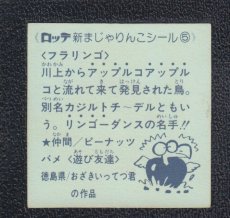 ロッテ 新まじゃりんこシール⑤
〈フラリンゴ〉
川上からアップルコアップル
コと流れて来て発見された鳥。
別名カジルトチ〜デルともい
う。リンゴーダンスの名手!!
★仲間／ピーナッツ
バメ〈遊び友達〉
徳島県／おざきいってつ君
の作品